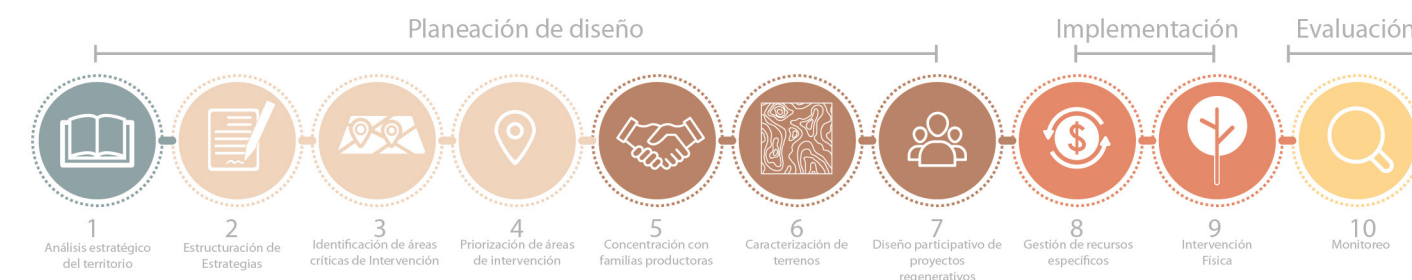 Planeación de diseño
Implementación
Evaluación
1
Análisis estratégico
del territorio
2
Estructuración de
Estrategias
3
Identificación de áreas
críticas de Intervención
4
Priorización de áreas
de intervención
5
Concentración con
familias productoras
6
Caracterización de
terrenos
7
Diseño participativo de
proyectos
regenerativos
8
Gestión de recursos
específicos
$
9
Intervención
Física
10
Monitoreo